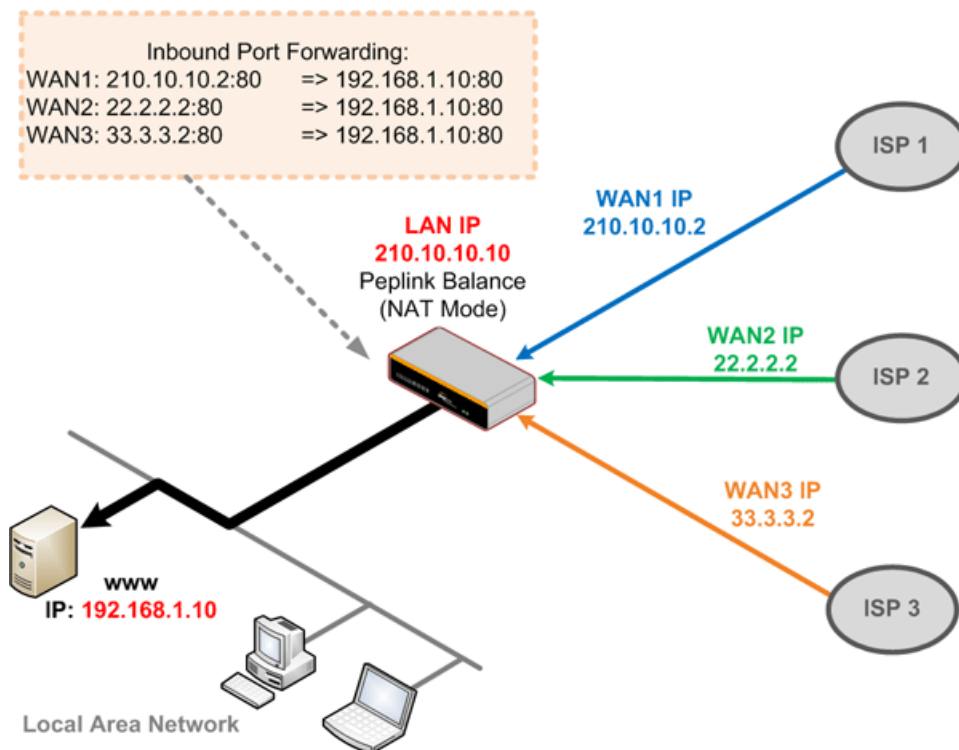 Inbound Port Forwarding:
WAN1: 210.10.10.2:80 => 192.168.1.10:80
WAN2: 22.2.2.2:80 => 192.168.1.10:80
WAN3: 33.3.3.2:80 => 192.168.1.10:80
ISP 1
WAN1 IP
210.10.10.2
LAN IP
210.10.10.10
Peplink Balance
(NAT Mode)
WAN2 IP
22.2.2.2
ISP 2
WAN3 IP
33.3.3.2
ISP 3
www
IP: 192.168.1.10
Local Area Network